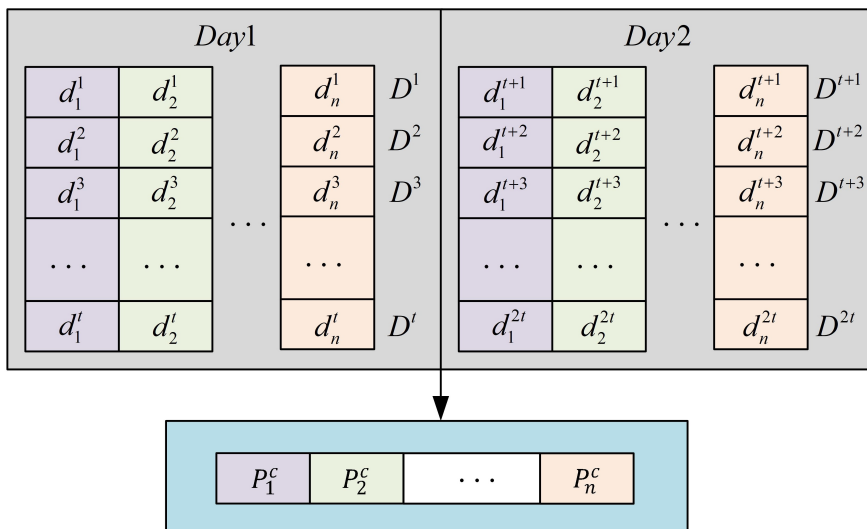 Day1 Day2
d_1^1 d_2^1 d_n^1 D^1 d_1^{t+1} d_2^{t+1} d_n^{t+1} D^{t+1}
d_1^2 d_2^2 d_n^2 D^2 d_1^{t+2} d_2^{t+2} d_n^{t+2} D^{t+2}
d_1^3 d_2^3 d_n^3 D^3 d_1^{t+3} d_2^{t+3} d_n^{t+3} D^{t+3}
... ...
... ... ... ... ... ...
d_1^t d_2^t d_n^t D^t d_1^{2t} d_2^{2t} d_n^{2t} D^{2t}
P_1^c P_2^c ... P_n^c